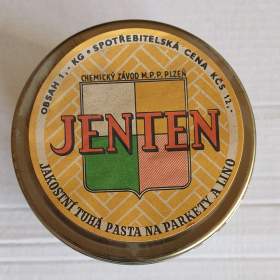 OBSAH 1,- KG • SPOTŘEBITELSKÁ CENA KČS 12,-
CHEMICKÝ ZÁVOD M.P.P. PLZEŇ
JENTEN
JAKOSTNÍ TUHÁ PASTA NA PARKETY A LINO